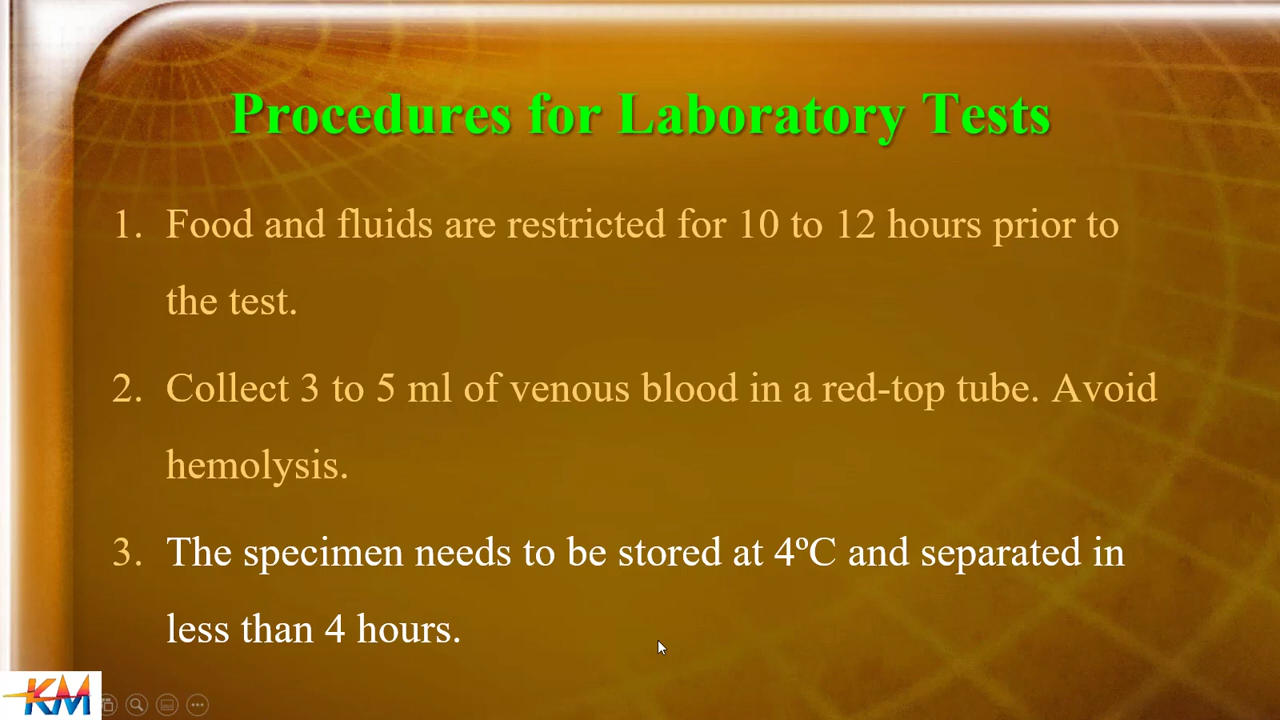 Procedures for Laboratory Tests
1. Food and fluids are restricted for 10 to 12 hours prior to
the test.
2. Collect 3 to 5 ml of venous blood in a red-top tube. Avoid
hemolysis.
3. The specimen needs to be stored at 4ºC and separated in
less than 4 hours.
KM